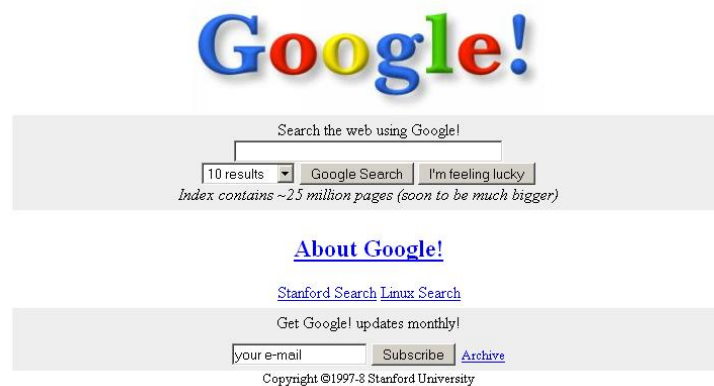 Google!
Search the web using Google!
10 results Google Search I'm feeling lucky
Index contains ~25 million pages (soon to be much bigger)
About Google!
Stanford Search Linux Search
Get Google! updates monthly!
your e-mail Subscribe Archive
Copyright ©1997-8 Stanford University